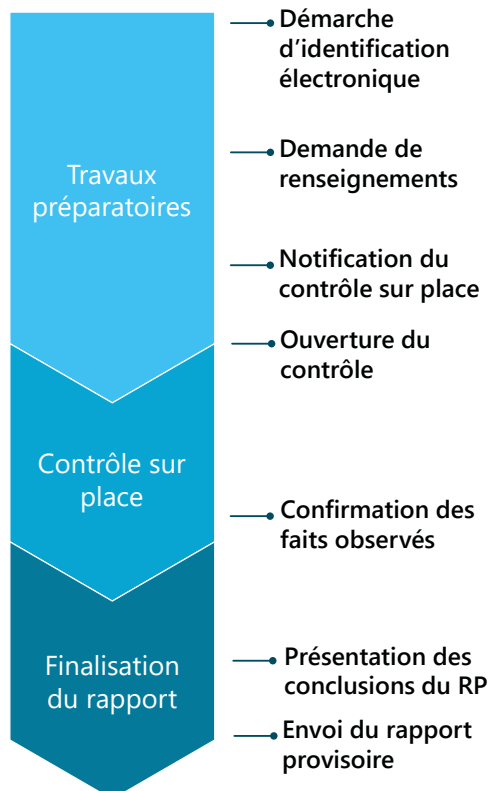 Démarche
d’identification
électronique
Travaux
préparatoires
Demande de
renseignements
Notification du
contrôle sur place
Ouverture du
contrôle
Contrôle sur
place
Confirmation des
faits observés
Finalisation
du rapport
Présentation des
conclusions du RP
Envoi du rapport
provisoire